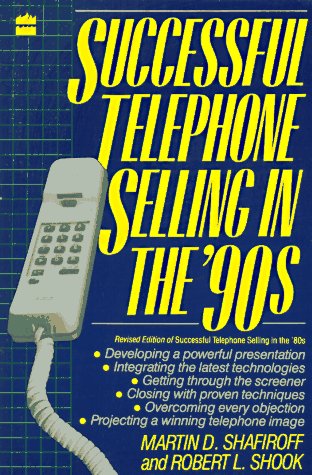 SUCCESSFUL
TELEPHONE
SELLING IN
THE '90s
Revised Edition of Successful Telephone Selling in the '80s
• Developing a powerful presentation
• Integrating the latest technologies
• Getting through the screener
• Closing with proven techniques
• Overcoming every objection
• Projecting a winning telephone image
MARTIN D. SHAFIROFF
and ROBERT L. SHOOK